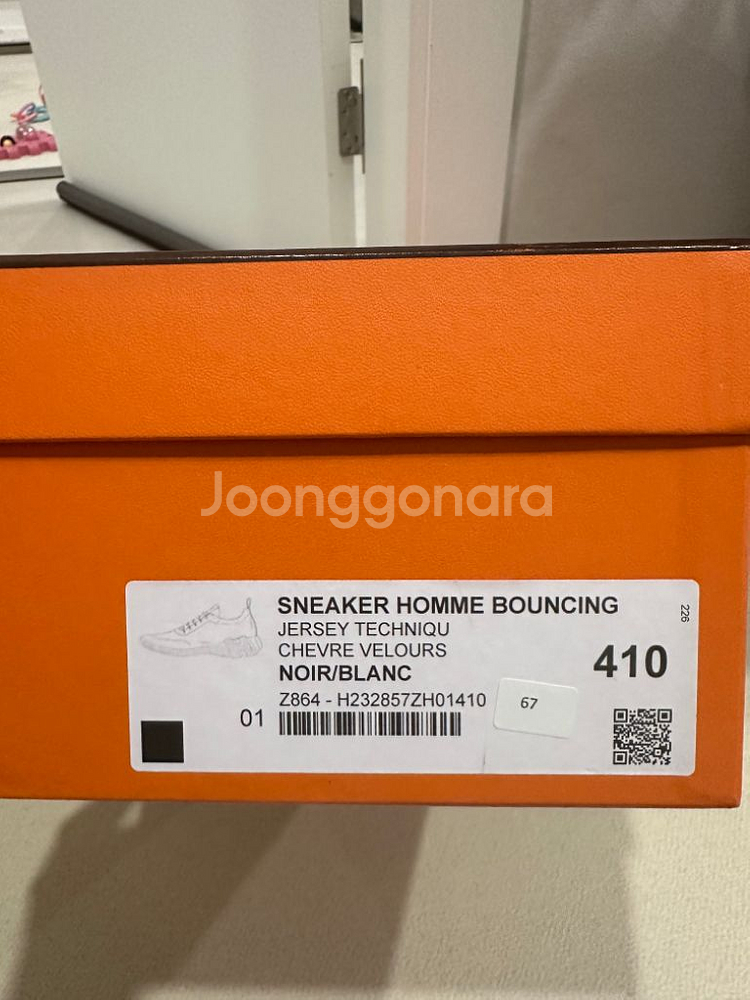 Joonggonara
SNEAKER HOMME BOUNCING
JERSEY TECHNIQU
CHEVRE VELOURS
NOIR/BLANC
410
226
Z864 - H232857ZH01410
67
01